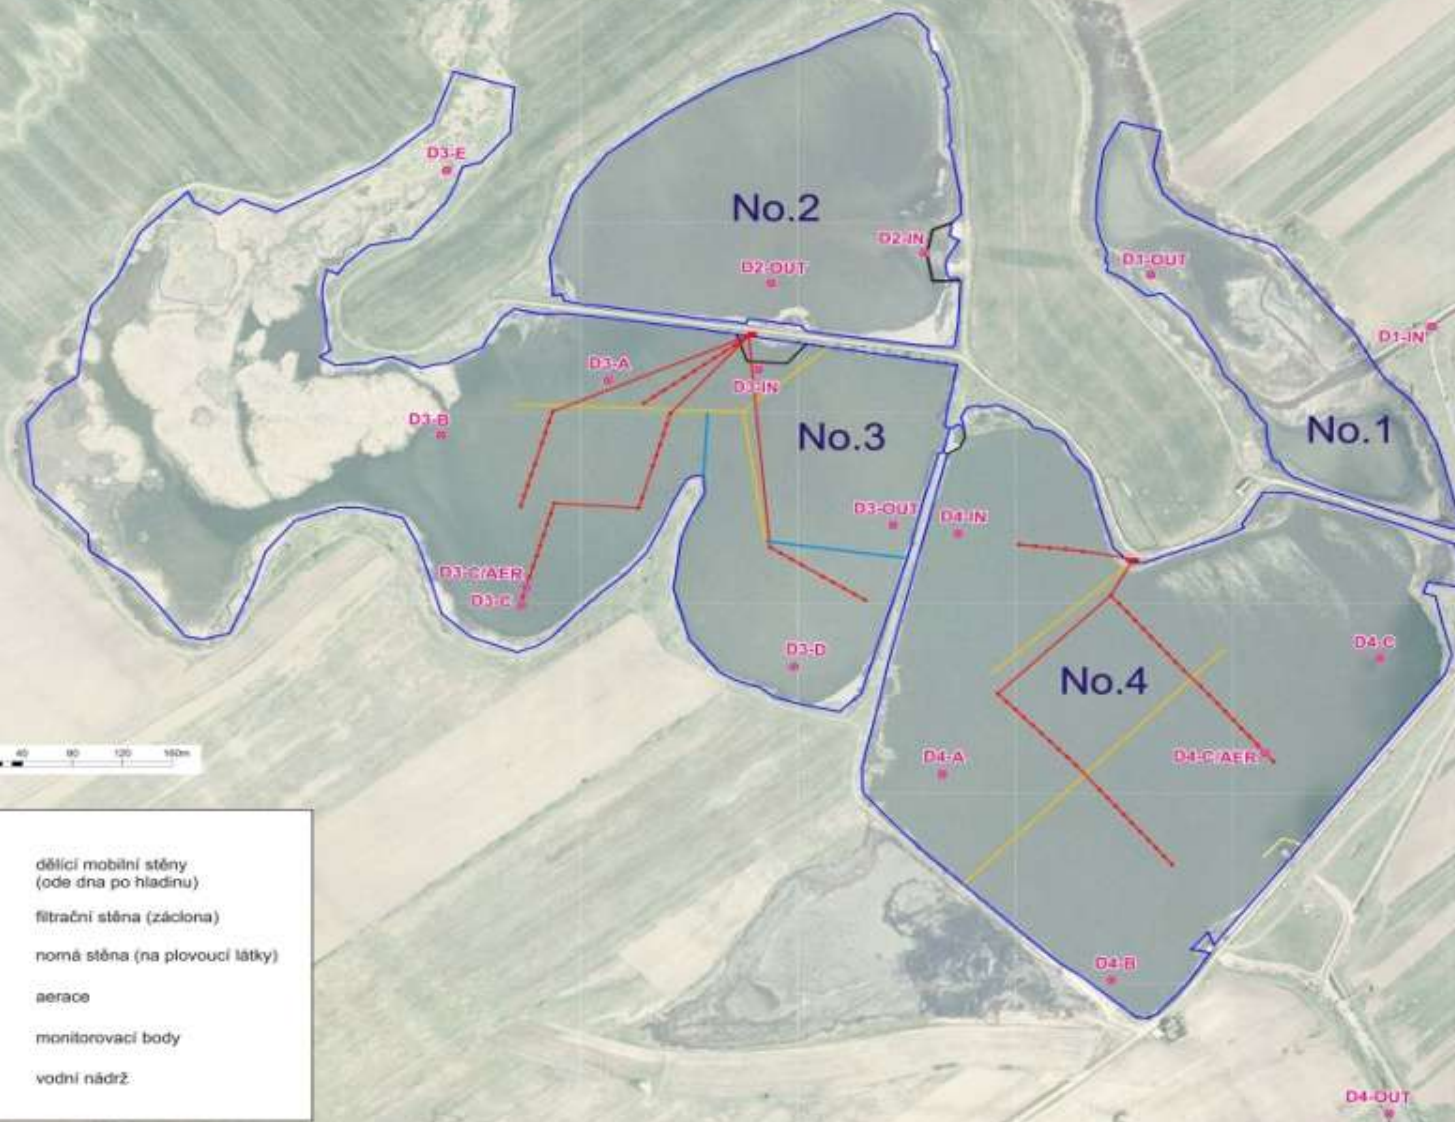 D3-E
No.2
D2-IN
D2-OUT
D1-OUT
D1-IN
D3-A
D3-IN
D3-B
No.3
No.1
D3-OUT
D4-IN
D3-C/AER
D3-C
D3-D
D4-C
No.4
D4-A
D4-C/AER
40 80 120 160m
dělící mobilní stěny
(ode dna po hladinu)
filtrační stěna (záclona)
norná stěna (na plovoucí látky)
aerace
monitorovací body
vodní nádrž
D4-B
D4-OUT